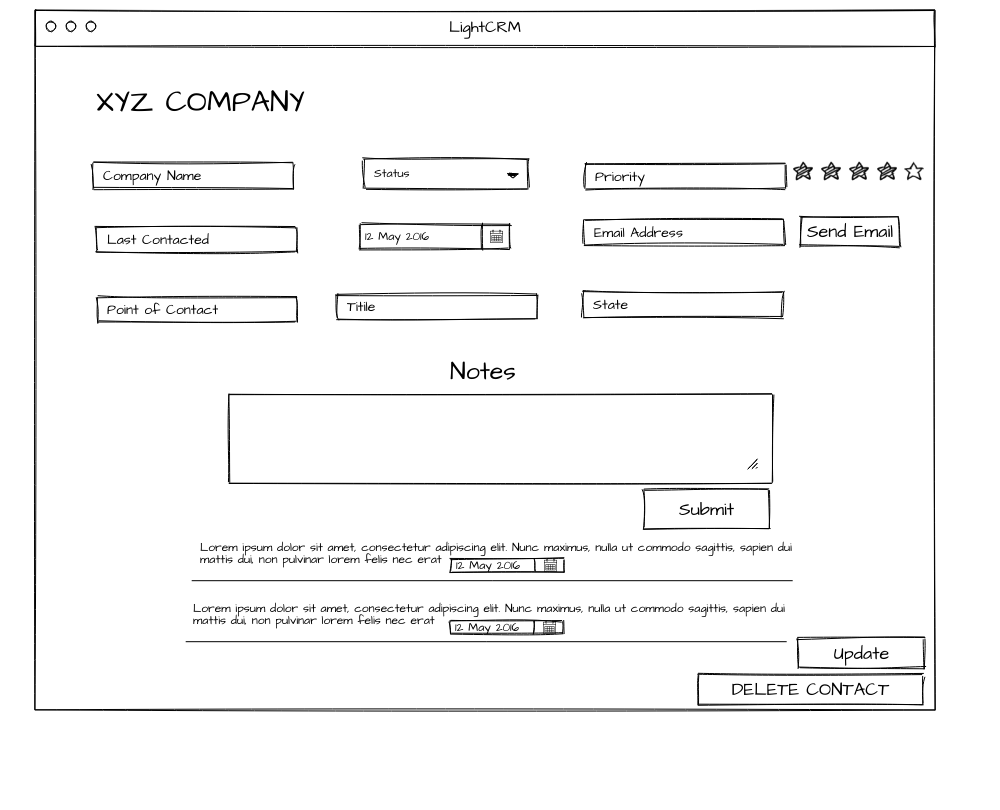 LightCRM
XYZ COMPANY
Company Name
Status
Priority
Last Contacted
12 May 2016
Email Address
Send Email
Point of Contact
Titile
State
Notes
Submit
Lorem ipsum dolor sit amet, consectetur adipiscing elit. Nunc maximus, nulla ut commodo sagittis, sapien dui
mattis dui, non pulvinar lorem felis nec erat
12 May 2016
Lorem ipsum dolor sit amet, consectetur adipiscing elit. Nunc maximus, nulla ut commodo sagittis, sapien dui
mattis dui, non pulvinar lorem felis nec erat
12 May 2016
Update
DELETE CONTACT